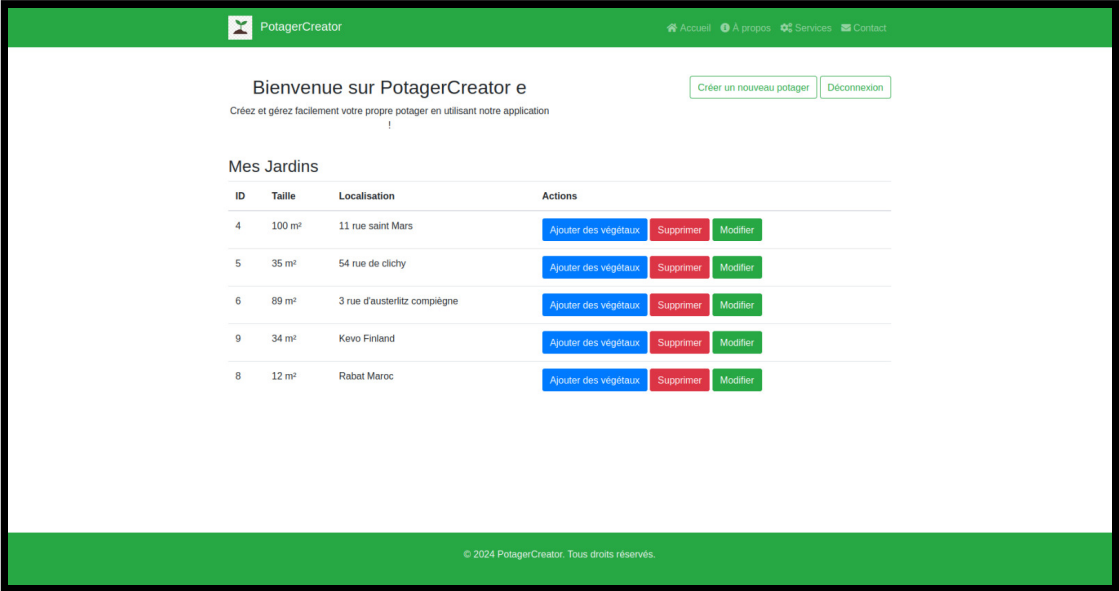 PotagerCreator Accueil À propos Services Contact
Bienvenue sur PotagerCreator e
Créer un nouveau potager Déconnexion
Créez et gérez facilement votre propre potager en utilisant notre application
!
Mes Jardins
ID Taille Localisation Actions
4 100 m² 11 rue saint Mars Ajouter des végétaux Supprimer Modifier
5 35 m² 54 rue de clichy Ajouter des végétaux Supprimer Modifier
6 89 m² 3 rue d'austerlitz compiègne Ajouter des végétaux Supprimer Modifier
9 34 m² Kevo Finland Ajouter des végétaux Supprimer Modifier
8 12 m² Rabat Maroc Ajouter des végétaux Supprimer Modifier
© 2024 PotagerCreator. Tous droits réservés.